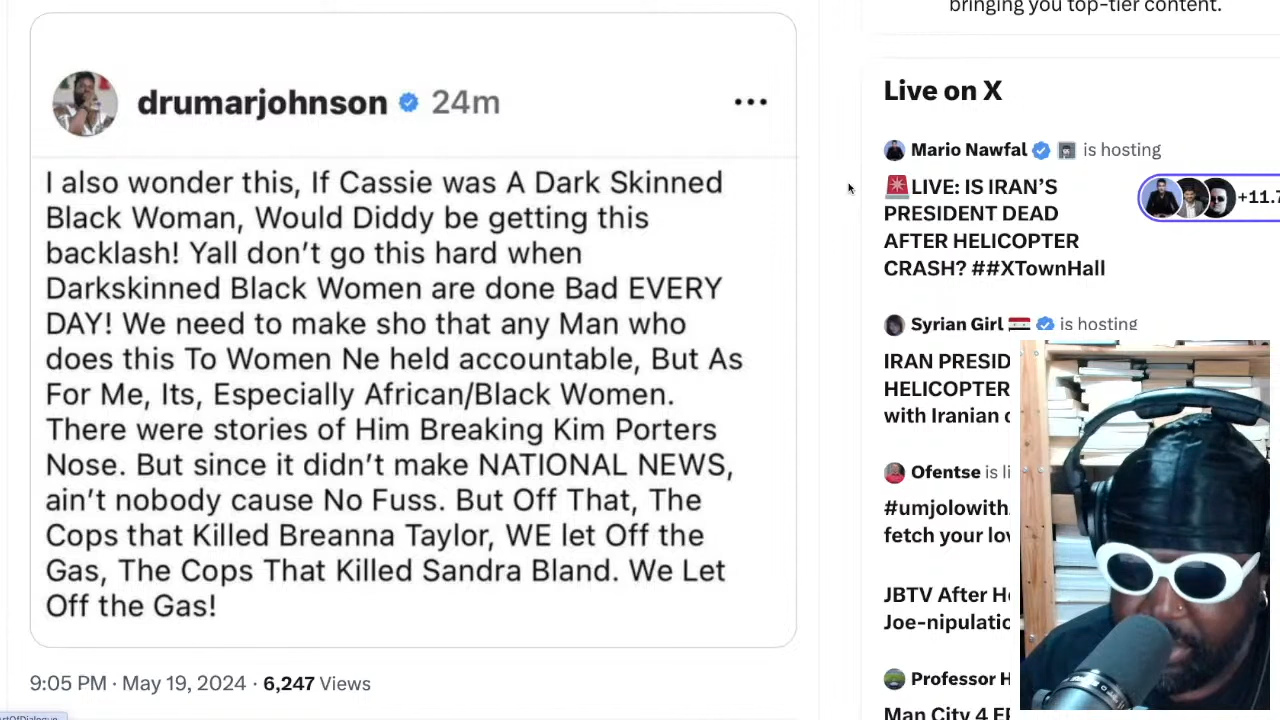 bringing you top-tier content.
drumarjohnson 24m
I also wonder this, If Cassie was A Dark Skinned
Black Woman, Would Diddy be getting this
backlash! Yall don’t go this hard when
Darkskinned Black Women are done Bad EVERY
DAY! We need to make sho that any Man who
does this To Women Ne held accountable, But As
For Me, Its, Especially African/Black Women.
There were stories of Him Breaking Kim Porters
Nose. But since it didn’t make NATIONAL NEWS,
ain’t nobody cause No Fuss. But Off That, The
Cops that Killed Breanna Taylor, WE let Off the
Gas, The Cops That Killed Sandra Bland. We Let
Off the Gas!
9:05 PM · May 19, 2024 · 6,247 Views
Live on X
Mario Nawfal is hosting
🚨LIVE: IS IRAN’S
PRESIDENT DEAD
AFTER HELICOPTER
CRASH? ##XTownHall
+11.7
Syrian Girl is hosting
IRAN PRESID
HELICOPTER
with Iranian
Ofentse is li
#umjolowith
fetch your lov
JBTV After H
Joe-nipulatio
Professor H
Man City 4